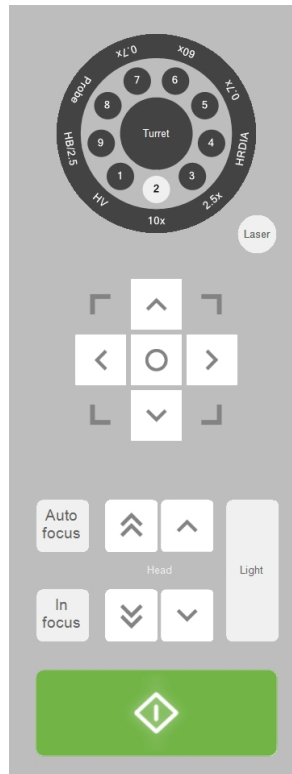 0.7x
60x
0.7x
Probe
7
6
8
5
Turret
HB/2.5
9
4
HRDIA
1
2
3
HV
10x
2.5x
Laser
Auto
focus
Head
Light
In
focus